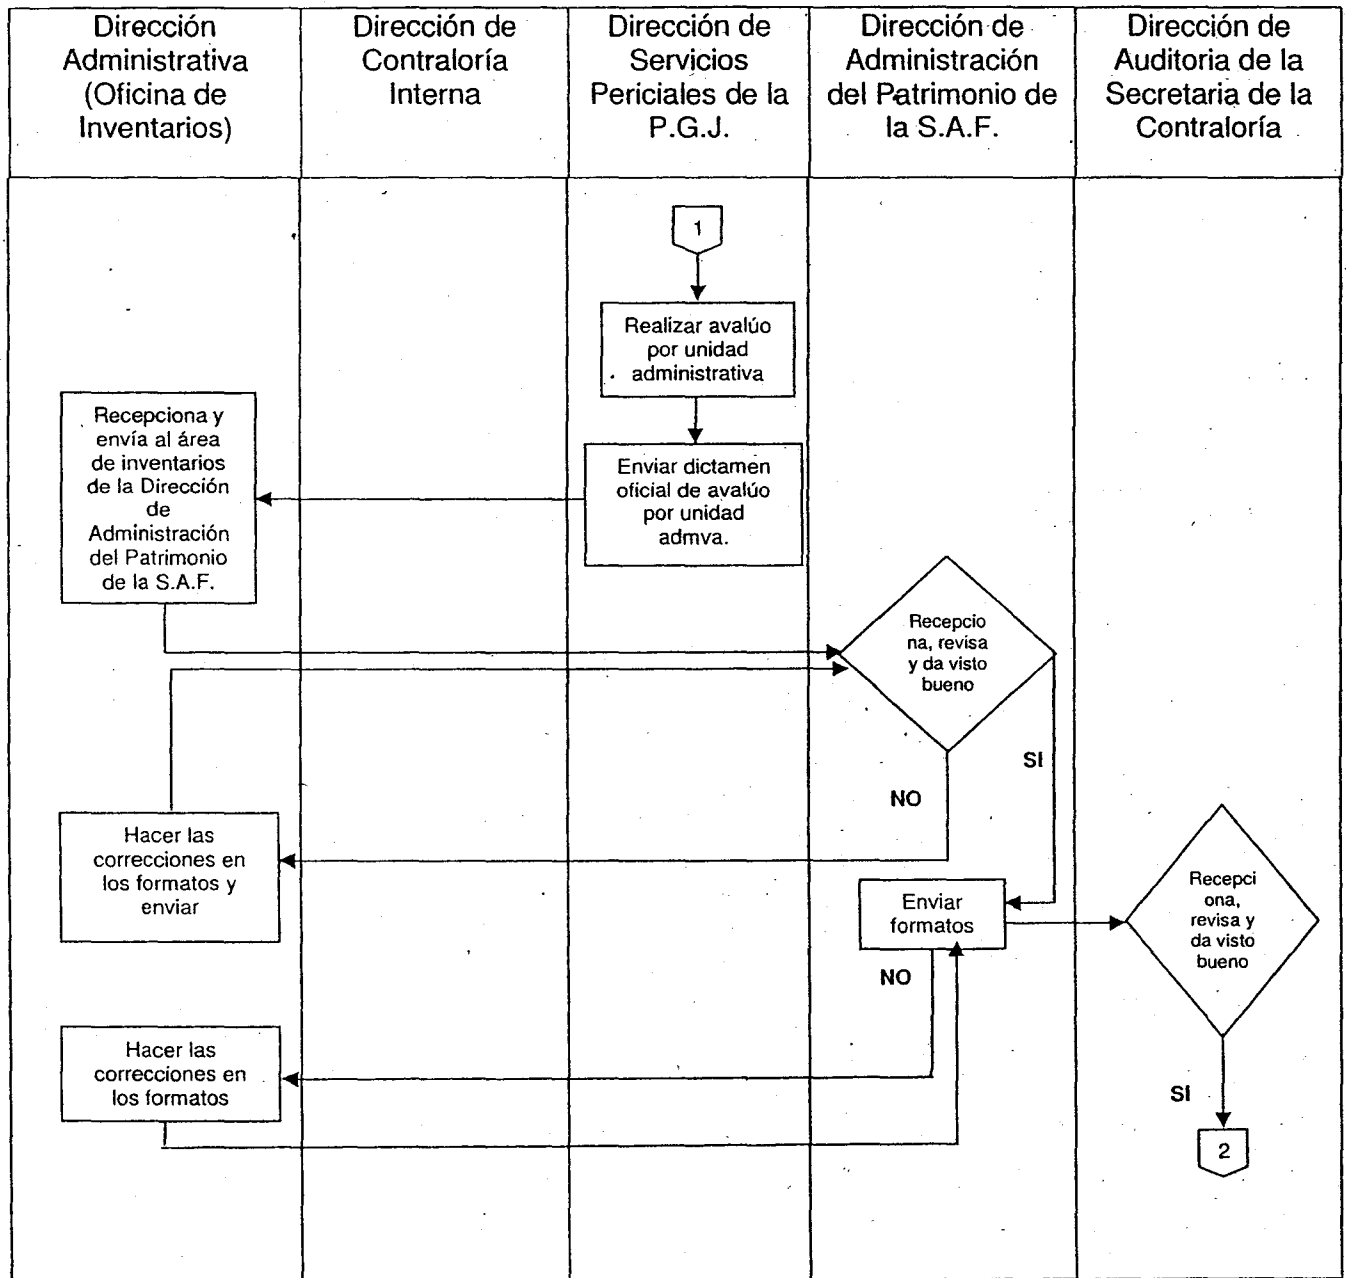 Dirección
Administrativa
(Oficina de
Inventarios)
Dirección de
Contraloría
Interna
Dirección de
Servicios
Periciales de la
P.G.J.
Dirección de
Administración
del Patrimonio de
la S.A.F.
Dirección de
Auditoria de la
Secretaria de la
Contraloría
1
Realizar avalúo
por unidad
administrativa
Recepciona y
envía al área
de inventarios
de la Dirección
de
Administración
del Patrimonio
de la S.A.F.
Enviar dictamen
oficial de avalúo
por unidad
admva.
Recepcio
na, revisa
y da visto
bueno
SI
NO
Hacer las
correcciones en
los formatos y
enviar
Enviar
formatos
Recepci
ona,
revisa y
da visto
bueno
NO
Hacer las
correcciones en
los formatos
SI
2